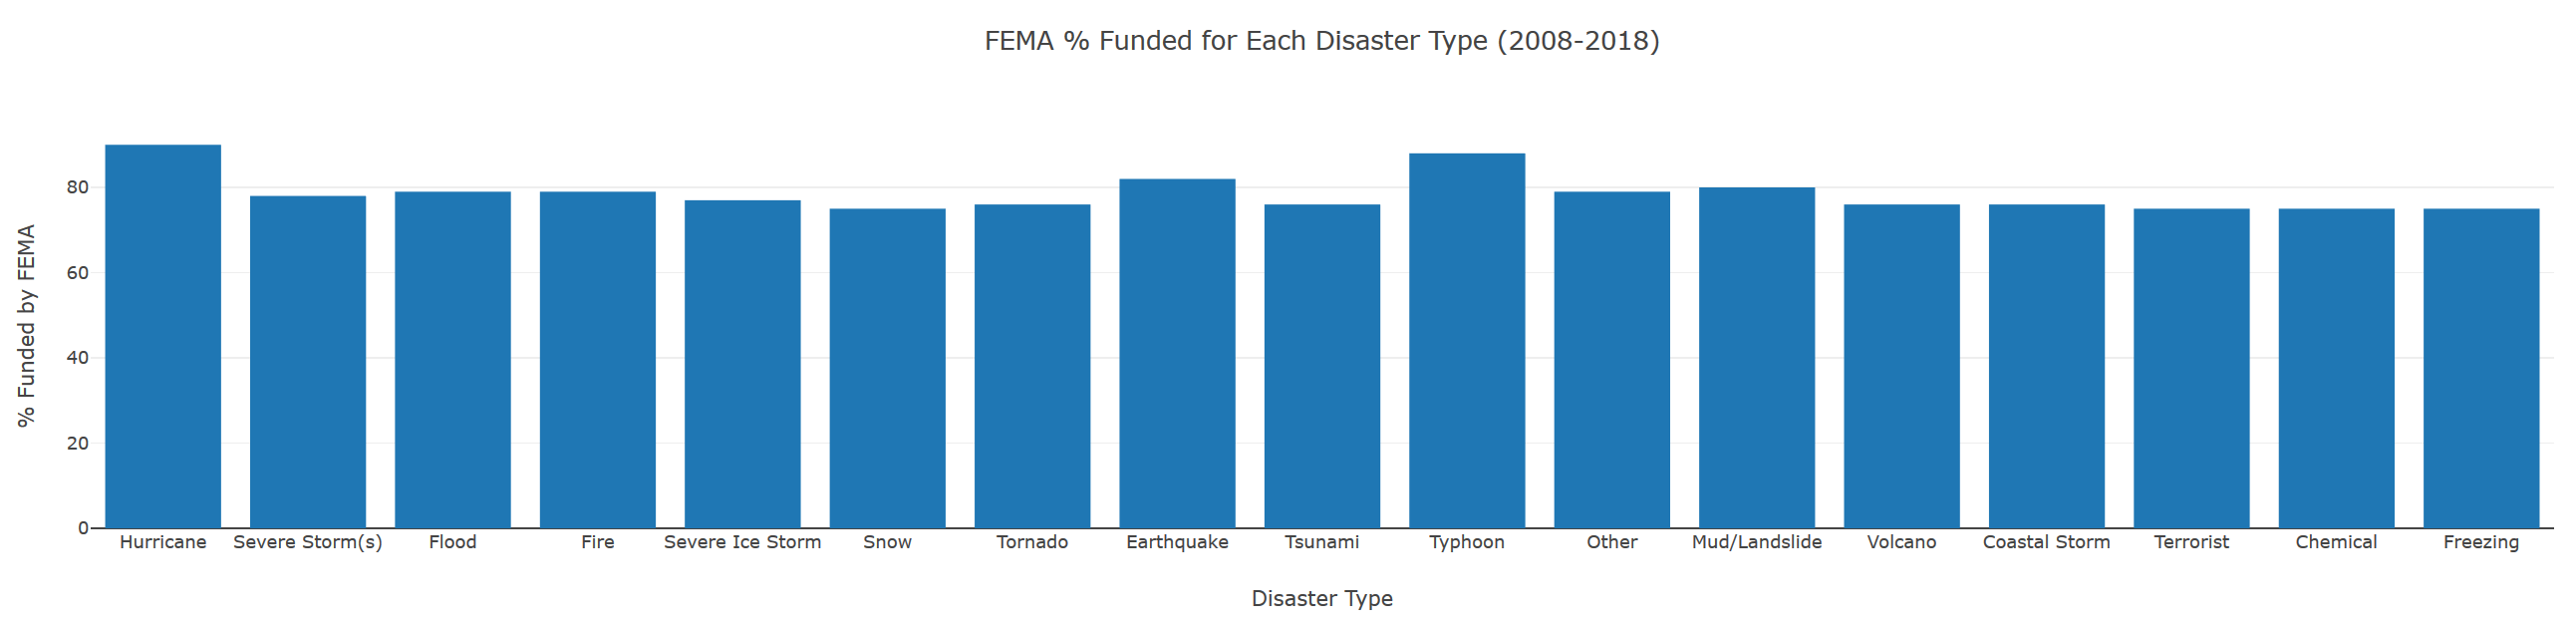 FEMA % Funded for Each Disaster Type (2008-2018)
% Funded by FEMA
80
60
40
20
0
Hurricane Severe Storm(s) Flood Fire Severe Ice Storm Snow Tornado Earthquake Tsunami Typhoon Other Mud/Landslide Volcano Coastal Storm Terrorist Chemical Freezing
Disaster Type